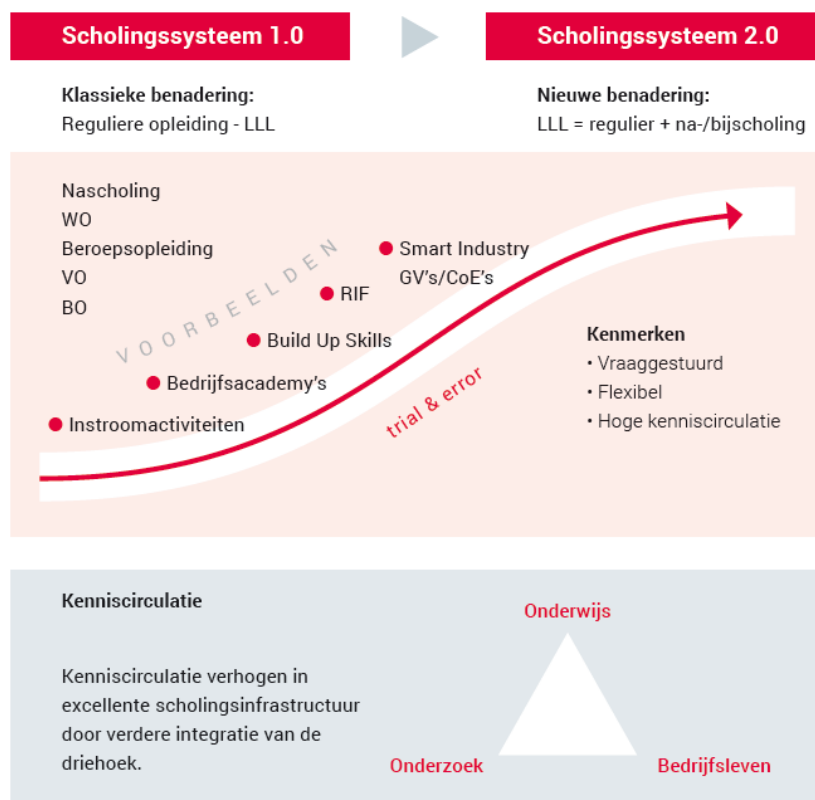 Scholingssysteem 1.0
Scholingssysteem 2.0
Klassieke benadering:
Reguliere opleiding - LLL
Nieuwe benadering:
LLL = regulier + na-/bijscholing
Nascholing
WO
Beroepsopleiding
VO
BO
VOORBEELDEN
Smart Industry
GV's/CoE's
RIF
Build Up Skills
Bedrijfsacademy's
Instroomactiviteiten
trial & error
Kenmerken
• Vraaggestuurd
• Flexibel
• Hoge kenniscirculatie
Kenniscirculatie
Kenniscirculatie verhogen in
excellente scholingsinfrastructuur
door verdere integratie van de
driehoek.
Onderwijs
Onderzoek
Bedrijfsleven